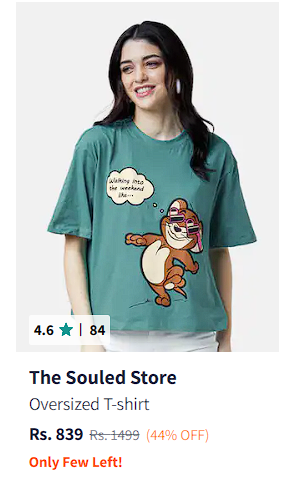 Walking into
the weekend
like...
4.6 ★ | 84
The Souled Store
Oversized T-shirt
Rs. 839 Rs. 1499 (44% OFF)
Only Few Left!